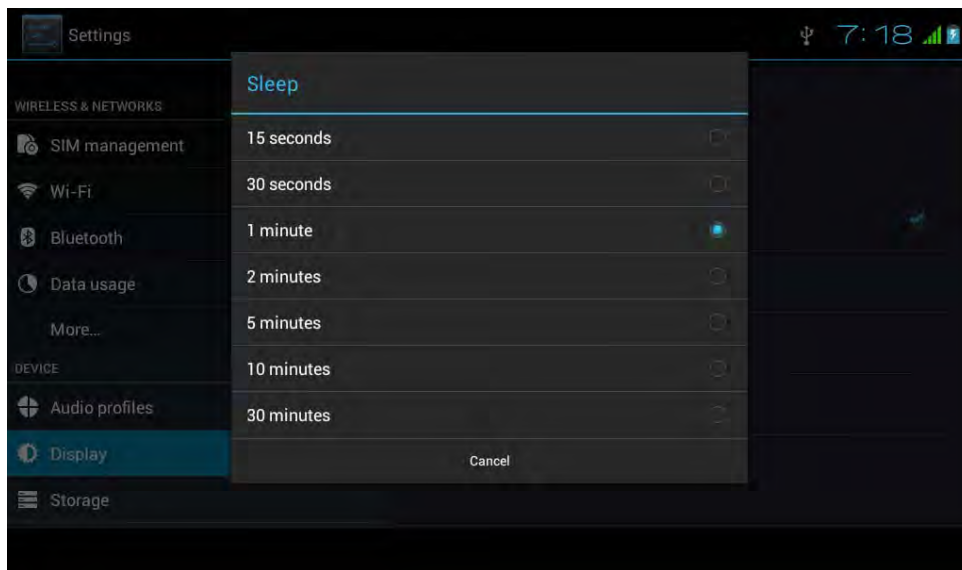 Settings
7:18
WIRELESS & NETWORKS
SIM management
Wi-Fi
Bluetooth
Data usage
More...
DEVICE
Audio profiles
Display
Storage
Sleep
15 seconds
30 seconds
1 minute
2 minutes
5 minutes
10 minutes
30 minutes
Cancel